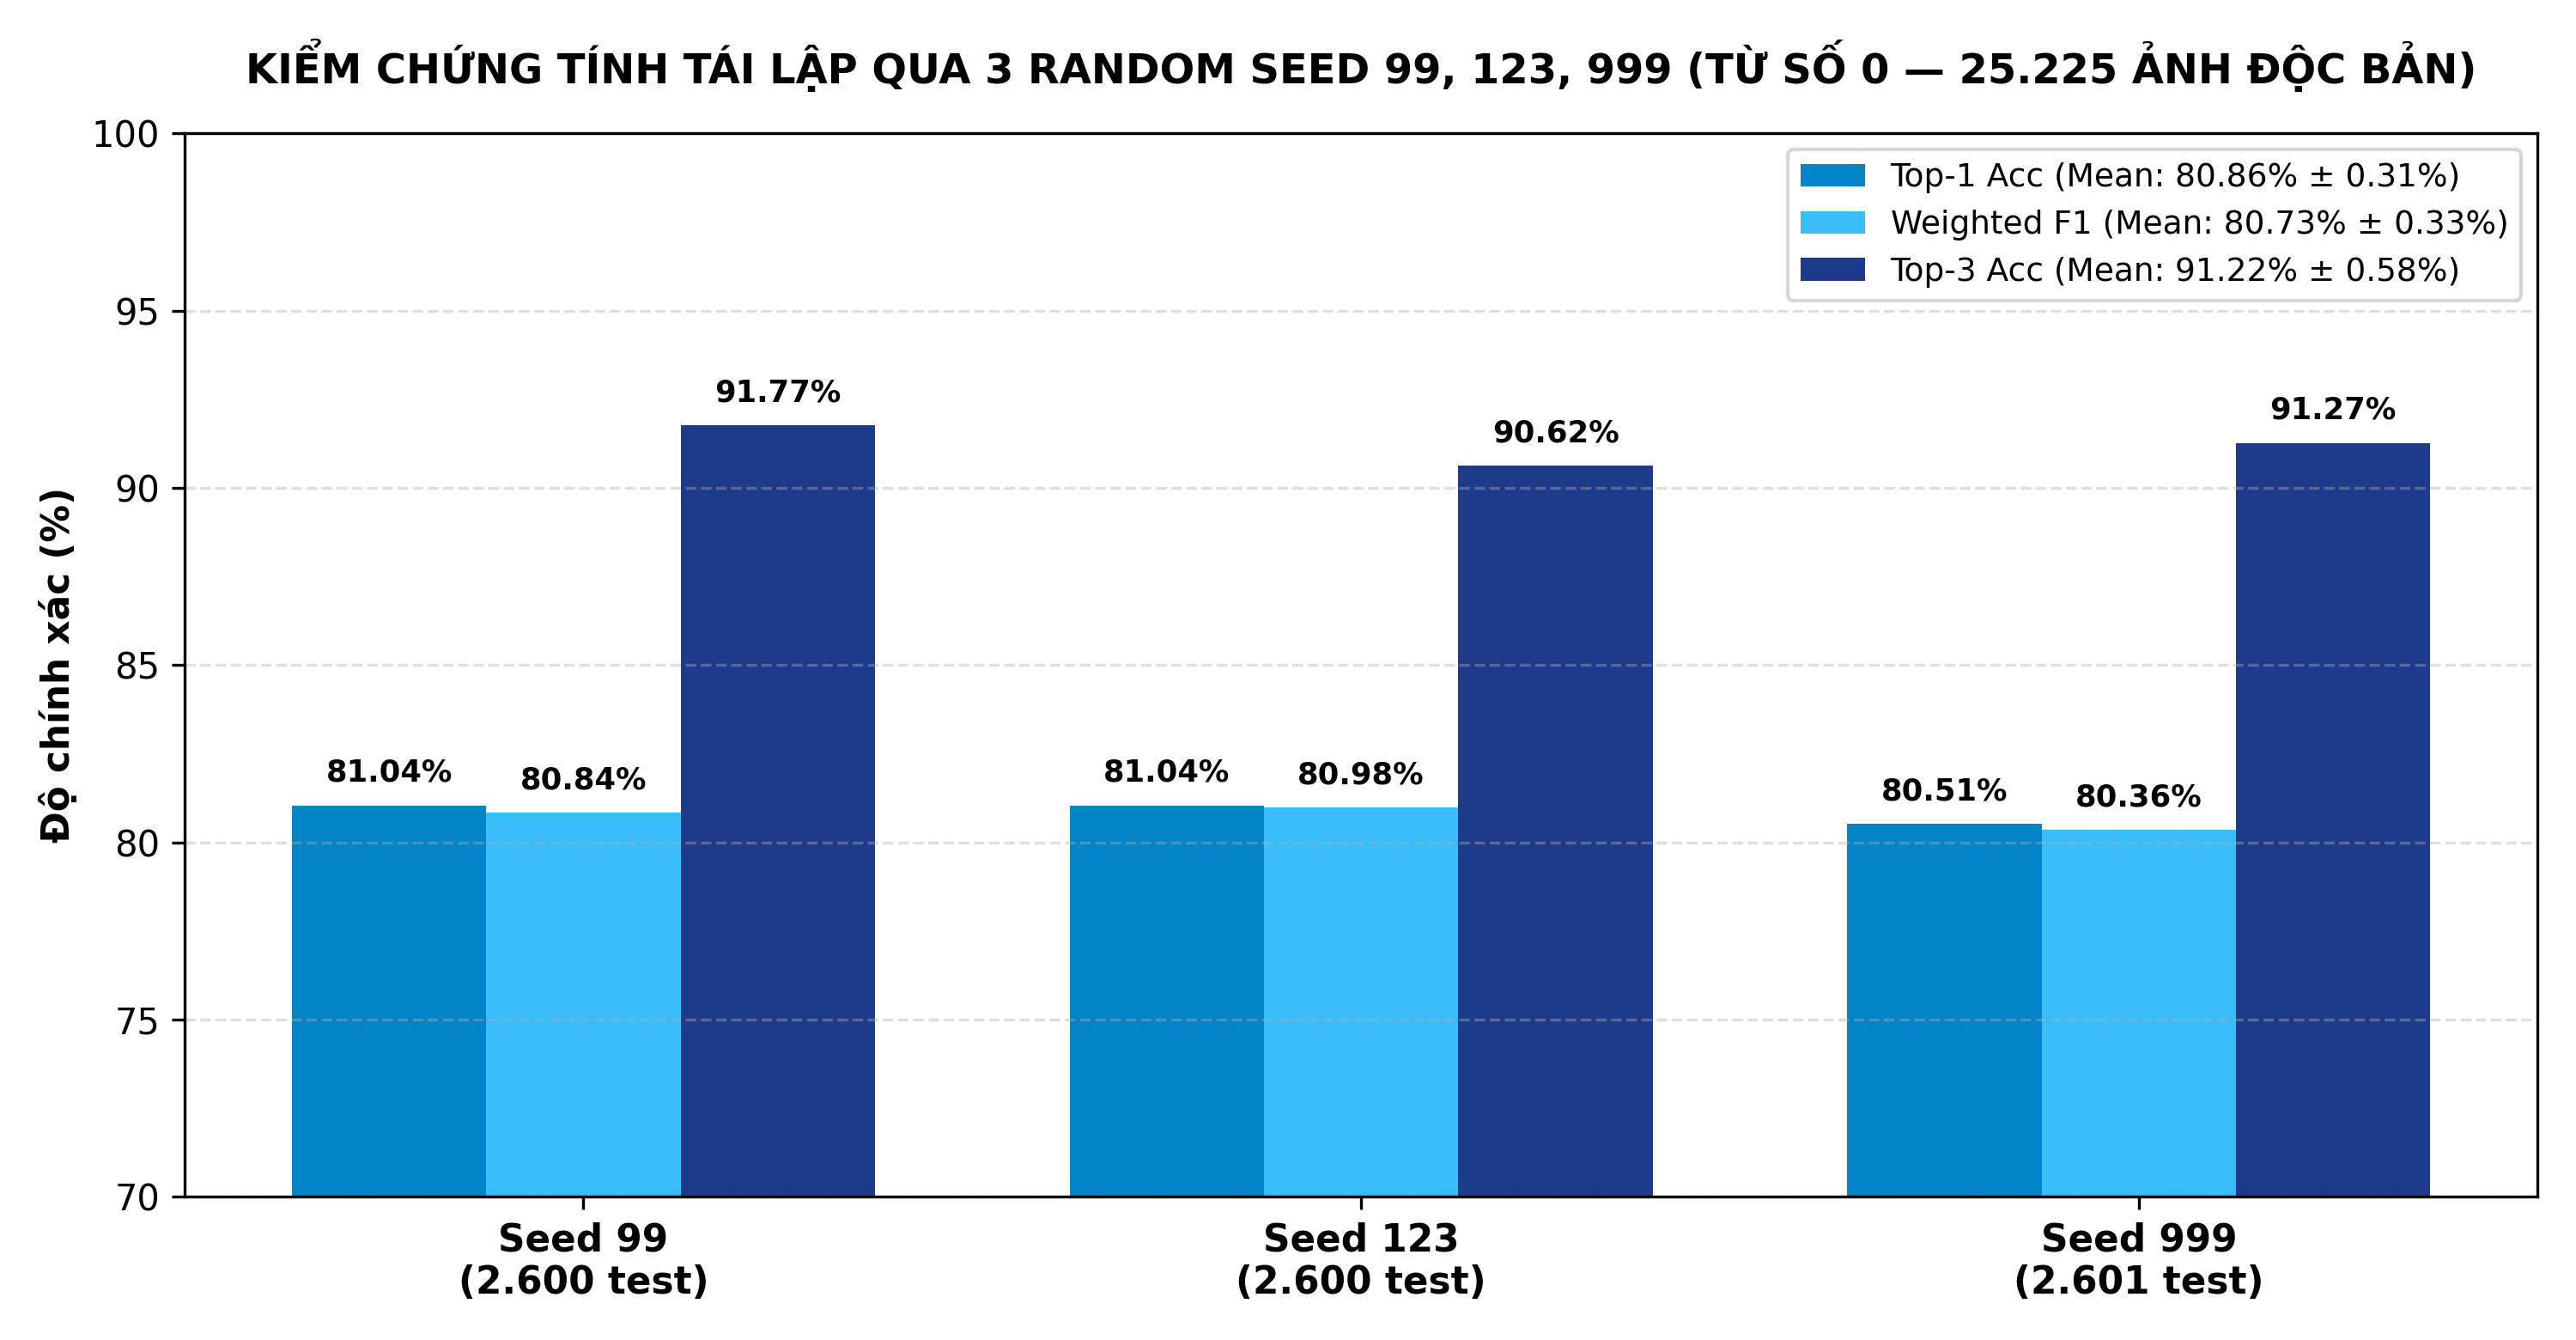 KIỂM CHỨNG TÍNH TÁI LẬP QUA 3 RANDOM SEED 99, 123, 999 (TỪ SỐ 0 — 25.225 ẢNH ĐỘC BẢN)
Độ chính xác (%)
100
95
90
85
80
75
70
Top-1 Acc (Mean: 80.86% ± 0.31%)
Weighted F1 (Mean: 80.73% ± 0.33%)
Top-3 Acc (Mean: 91.22% ± 0.58%)
81.04%
80.84%
91.77%
81.04%
80.98%
90.62%
80.51%
80.36%
91.27%
Seed 99
(2.600 test)
Seed 123
(2.600 test)
Seed 999
(2.601 test)